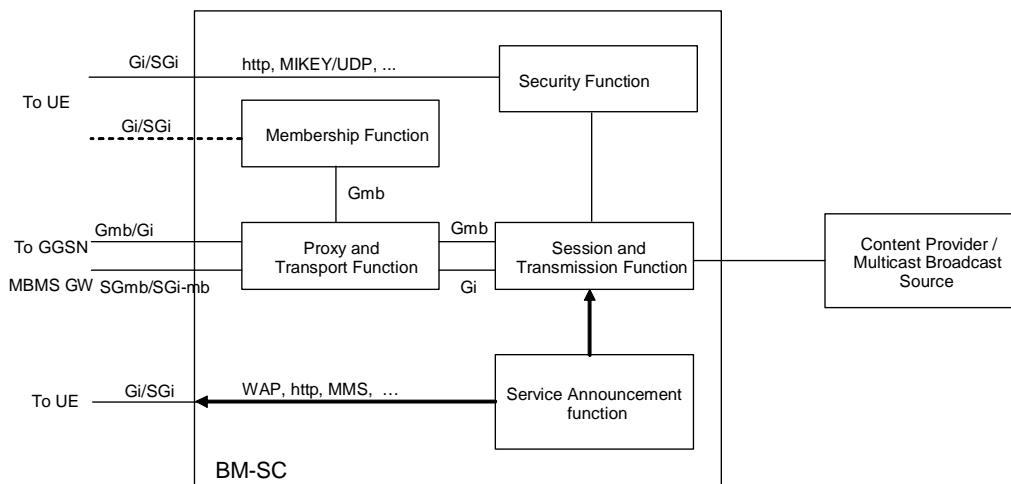 Gi/SGi
http, MIKEY/UDP, ...
Security Function
To UE
Gi/SGi
Membership Function
Gmb
Gmb/Gi
Gmb
To GGSN
Proxy and
Transport Function
Session and
Transmission Function
Content Provider /
Multicast Broadcast
Source
MBMS GW
SGmb/SGi-mb
Gi
Gi/SGi
WAP, http, MMS, ...
To UE
Service Announcement
function
BM-SC